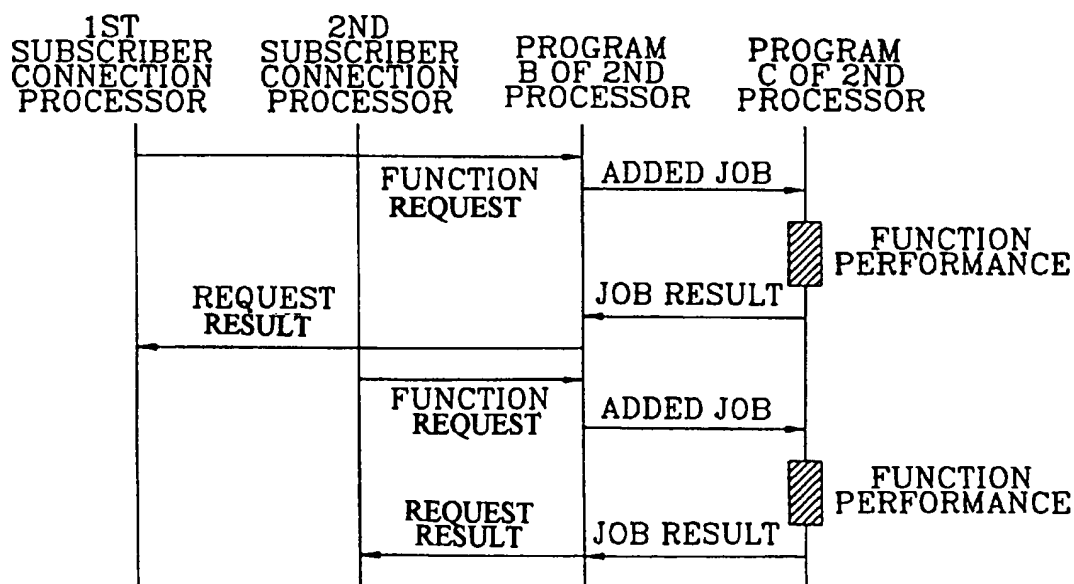 1ST
SUBSCRIBER
CONNECTION
PROCESSOR
2ND
SUBSCRIBER
CONNECTION
PROCESSOR
PROGRAM
B OF 2ND
PROCESSOR
PROGRAM
C OF 2ND
PROCESSOR
FUNCTION
REQUEST
ADDED JOB
FUNCTION
PERFORMANCE
JOB RESULT
REQUEST
RESULT
FUNCTION
REQUEST
ADDED JOB
FUNCTION
PERFORMANCE
REQUEST
RESULT
JOB RESULT